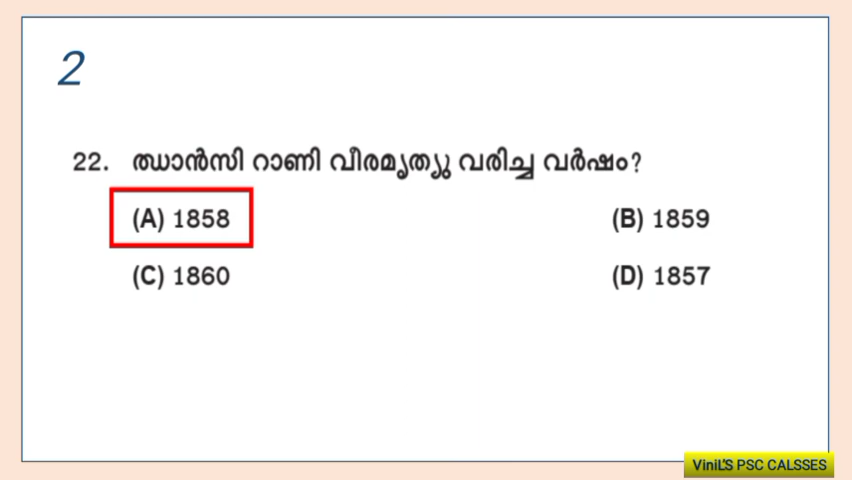 2
22. ഝാൻസി റാണി വീരമൃത്യു വരിച്ച വർഷം?
(A) 1858 (B) 1859
(C) 1860 (D) 1857
ViniL'S PSC CALSSES